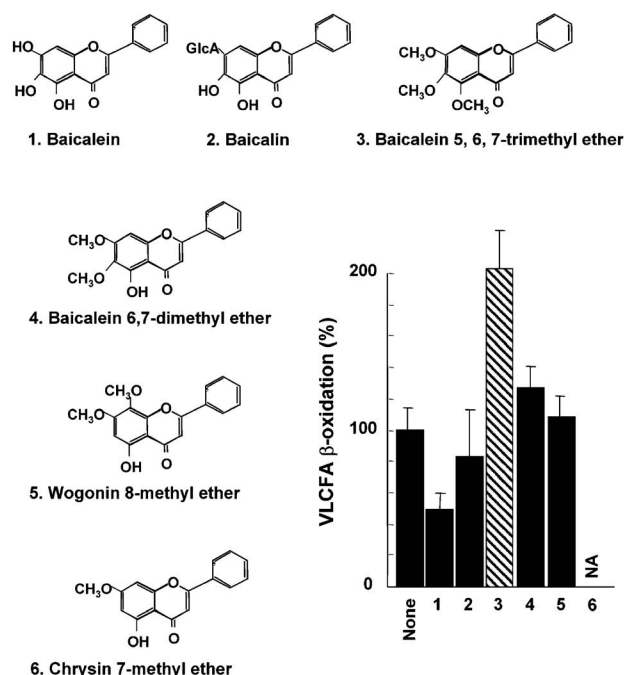 HO
HO
OH
O
O
1. Baicalein
GlcA
HO
OH
O
O
2. Baicalin
CH₃O
CH₃O
OCH₃
O
O
3. Baicalein 5, 6, 7-trimethyl ether
CH₃O
CH₃O
OH
O
O
4. Baicalein 6,7-dimethyl ether
CH₃O
CH₃O
OH
O
O
5. Wogonin 8-methyl ether
CH₃O
OH
O
O
6. Chrysin 7-methyl ether
VLCFA β-oxidation (%)
200
100
0
NA
None 1 2 3 4 5 6